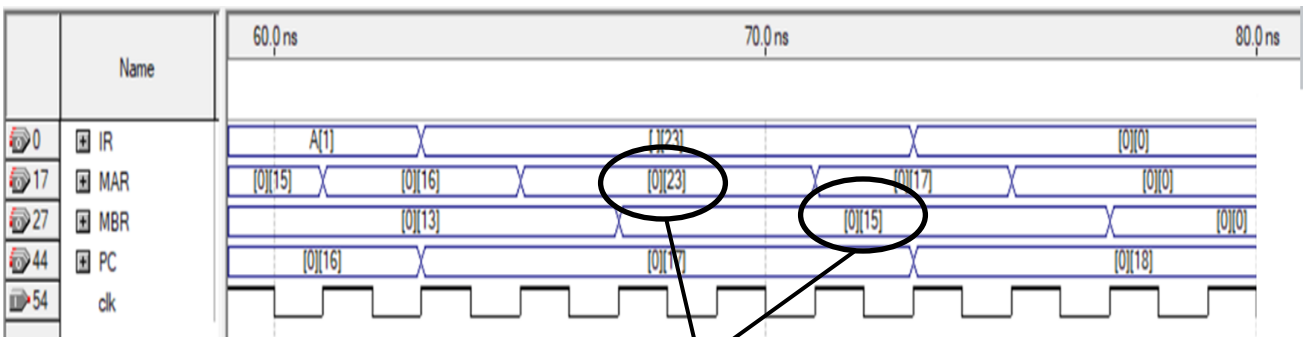 60.0 ns 70.0 ns 80.0 ns
Name
0 IR A[1] [ ][23] [0][0]
17 MAR [0][15] [0][16] [0][23] [0][17] [0][0]
27 MBR [0][13] [0][15] [0][0]
44 PC [0][16] [0][17] [0][18]
54 clk